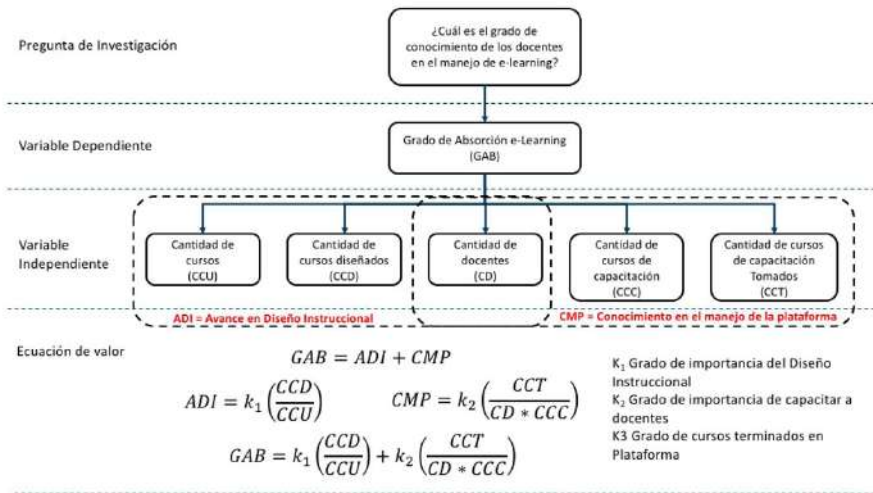 Pregunta de Investigación
¿Cuál es el grado de
conocimiento de los docentes
en el manejo de e-learning?
Variable Dependiente
Grado de Absorción e-Learning
(GAB)
Variable
Independiente
Cantidad de
cursos
(CCU)
Cantidad de
cursos diseñados
(CCD)
Cantidad de
docentes
(CD)
Cantidad de
cursos de
capacitación
(CCC)
Cantidad de cursos
de capacitación
Tomados
(CCT)
ADI = Avance en Diseño Instruccional
CMP = Conocimiento en el manejo de la plataforma
Ecuación de valor
GAB = ADI + CMP
ADI = k₁(CCD/CCU)
CMP = k₂(CCT/CD * CCC)
GAB = k₁(CCD/CCU) + k₂(CCT/CD * CCC)
K₁ Grado de importancia del Diseño
Instruccional
K₂ Grado de importancia de capacitar a
docentes
K3 Grado de cursos terminados en
Plataforma